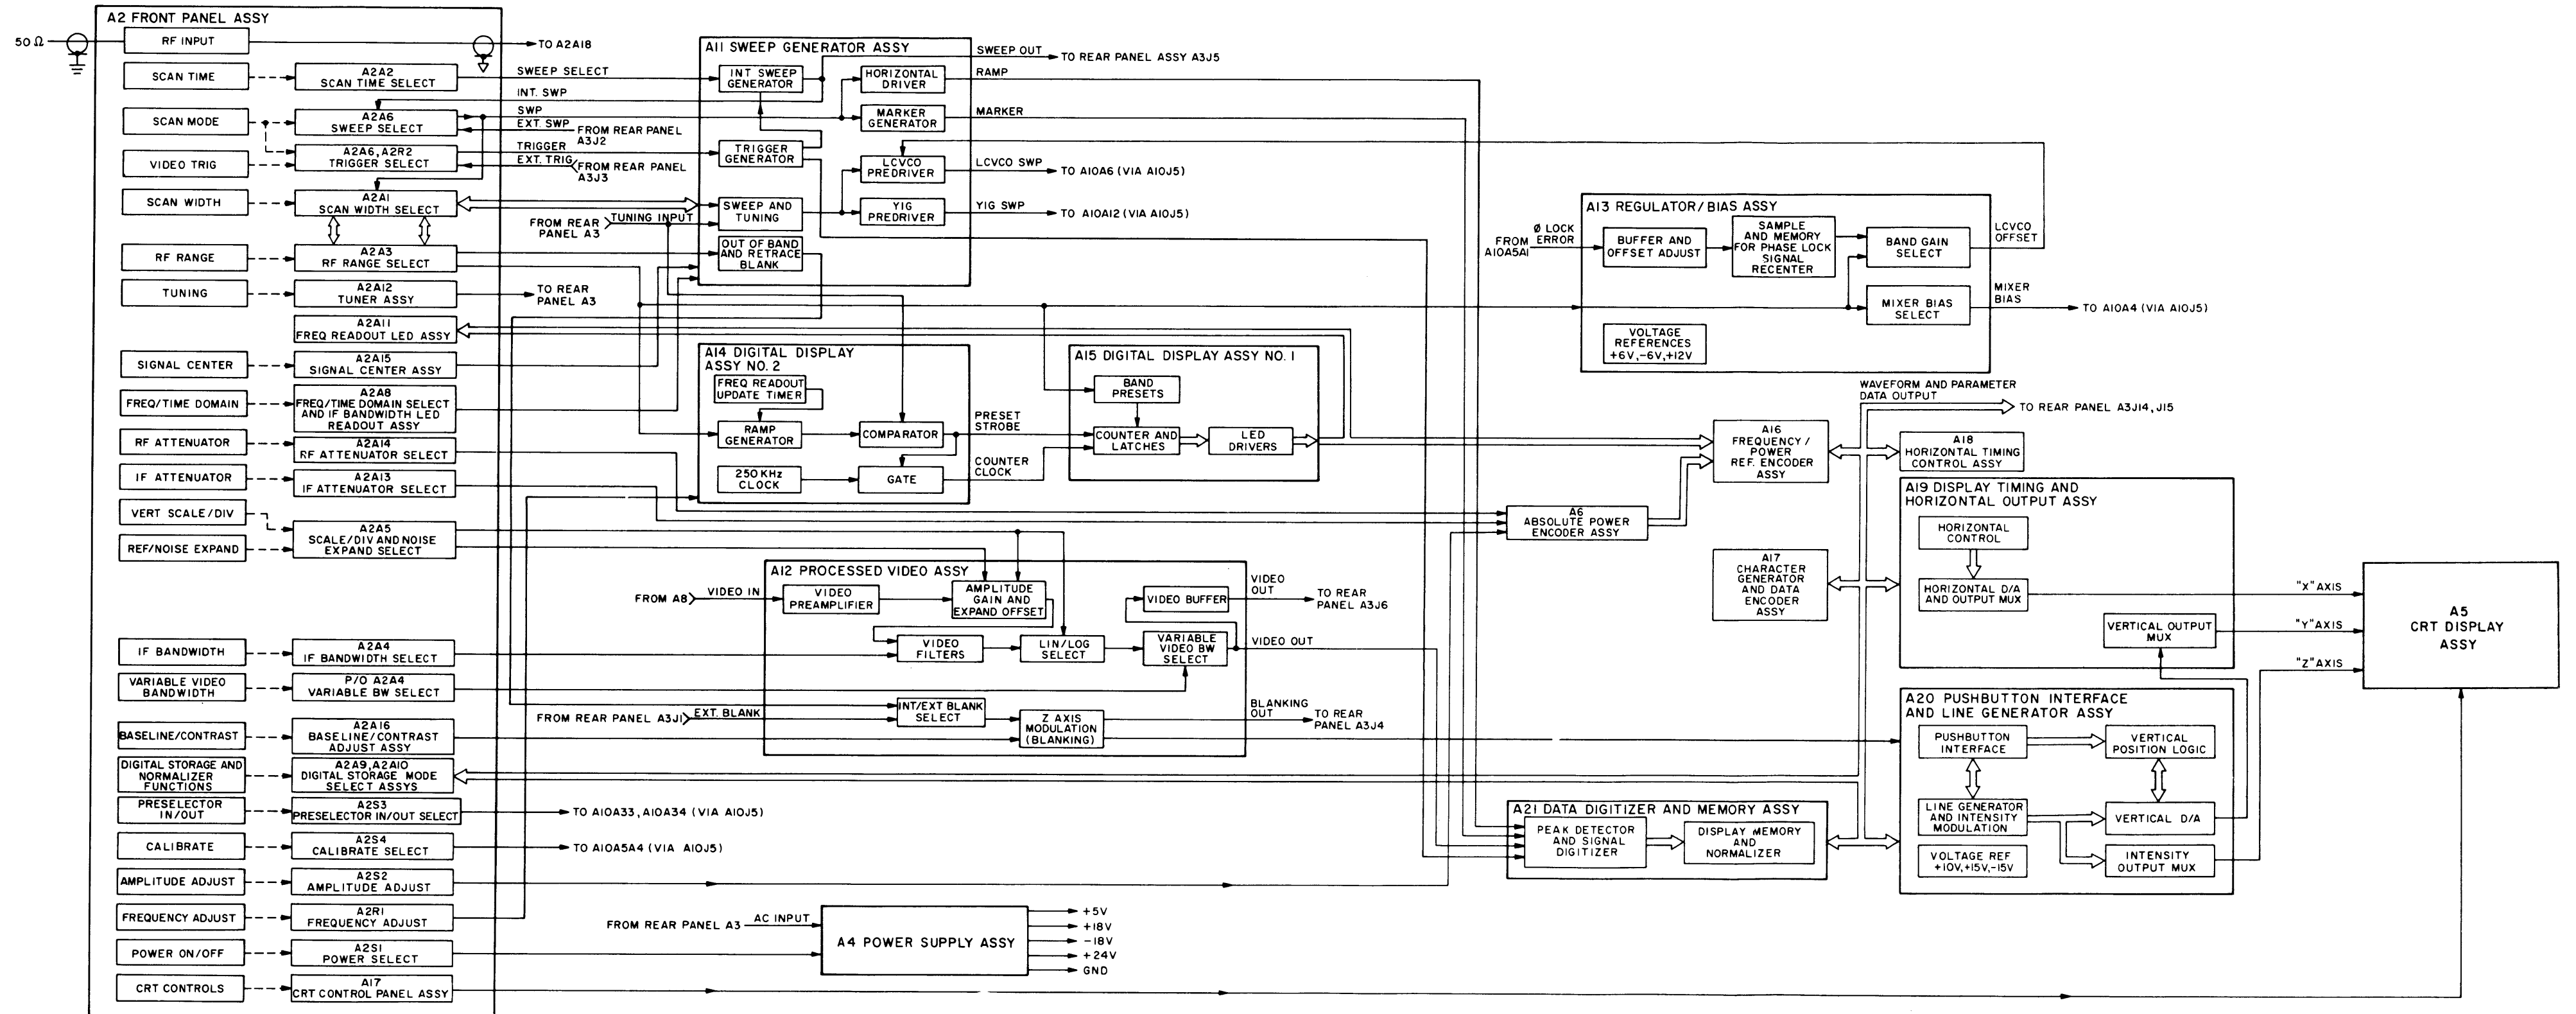 A2 FRONT PANEL ASSY
50 Ω
RF INPUT
TO A2A18
SCAN TIME
A2A2
SCAN TIME SELECT
SWEEP SELECT
INT. SWP
SCAN MODE
A2A6
SWEEP SELECT
SWP
EXT. SWP
FROM REAR PANEL
A3J2
VIDEO TRIG
A2A6, A2R2
TRIGGER SELECT
TRIGGER
EXT. TRIG
FROM REAR PANEL
A3J3
SCAN WIDTH
A2A1
SCAN WIDTH SELECT
FROM REAR
PANEL A3
TUNING INPUT
RF RANGE
A2A3
RF RANGE SELECT
TUNING
A2A12
TUNER ASSY
TO REAR
PANEL A3
A2A11
FREQ READOUT LED ASSY
SIGNAL CENTER
A2A15
SIGNAL CENTER ASSY
FREQ/TIME DOMAIN
A2A8
FREQ/TIME DOMAIN SELECT
AND IF BANDWIDTH LED
READOUT ASSY
RF ATTENUATOR
A2A14
RF ATTENUATOR SELECT
IF ATTENUATOR
A2A13
IF ATTENUATOR SELECT
VERT SCALE/DIV
REF/NOISE EXPAND
A2A5
SCALE/DIV AND NOISE
EXPAND SELECT
IF BANDWIDTH
A2A4
IF BANDWIDTH SELECT
VARIABLE VIDEO
BANDWIDTH
P/O A2A4
VARIABLE BW SELECT
BASELINE/CONTRAST
A2A16
BASELINE/CONTRAST
ADJUST ASSY
DIGITAL STORAGE AND
NORMALIZER
FUNCTIONS
A2A9, A2A10
DIGITAL STORAGE MODE
SELECT ASSYS
PRESELECTOR
IN/OUT
A2S3
PRESELECTOR IN/OUT SELECT
TO A10A33, A10A34 (VIA A10J5)
CALIBRATE
A2S4
CALIBRATE SELECT
TO A10A5A4 (VIA A10J5)
AMPLITUDE ADJUST
A2S2
AMPLITUDE ADJUST
FREQUENCY ADJUST
A2R1
FREQUENCY ADJUST
POWER ON/OFF
A2S1
POWER SELECT
CRT CONTROLS
A17
CRT CONTROL PANEL ASSY
A11 SWEEP GENERATOR ASSY
INT SWEEP
GENERATOR
HORIZONTAL
DRIVER
MARKER
GENERATOR
TRIGGER
GENERATOR
LCVCO
PREDRIVER
SWEEP AND
TUNING
YIG
PREDRIVER
OUT OF BAND
AND RETRACE
BLANK
SWEEP OUT
TO REAR PANEL ASSY A3J5
RAMP
MARKER
LCVCO SWP
TO A10A6 (VIA A10J5)
YIG SWP
TO A10A12 (VIA A10J5)
A14 DIGITAL DISPLAY
ASSY NO. 2
FREQ READOUT
UPDATE TIMER
RAMP
GENERATOR
COMPARATOR
250 KHz
CLOCK
GATE
PRESET
STROBE
COUNTER
CLOCK
A15 DIGITAL DISPLAY ASSY NO. 1
BAND
PRESETS
COUNTER AND
LATCHES
LED
DRIVERS
A12 PROCESSED VIDEO ASSY
FROM A8
VIDEO IN
VIDEO
PREAMPLIFIER
AMPLITUDE
GAIN AND
EXPAND OFFSET
VIDEO BUFFER
VIDEO
OUT
TO REAR
PANEL A3J6
VIDEO
FILTERS
LIN/LOG
SELECT
VARIABLE
VIDEO BW
SELECT
VIDEO OUT
FROM REAR PANEL A3J1
EXT. BLANK
INT/EXT BLANK
SELECT
Z AXIS
MODULATION
(BLANKING)
BLANKING
OUT
TO REAR
PANEL A3J4
FROM REAR PANEL A3
AC INPUT
A4 POWER SUPPLY ASSY
+5V
+18V
-18V
+24V
GND
A13 REGULATOR/BIAS ASSY
FROM
A10A5A1
Ø LOCK
ERROR
BUFFER AND
OFFSET ADJUST
SAMPLE
AND MEMORY
FOR PHASE LOCK
SIGNAL
RECENTER
BAND GAIN
SELECT
LCVCO
OFFSET
MIXER BIAS
SELECT
MIXER
BIAS
TO A10A4 (VIA A10J5)
VOLTAGE
REFERENCES
+6V,-6V,+12V
WAVEFORM AND PARAMETER
DATA OUTPUT
TO REAR PANEL A3J14, J15
A16
FREQUENCY /
POWER
REF. ENCODER
ASSY
A18
HORIZONTAL TIMING
CONTROL ASSY
A6
ABSOLUTE POWER
ENCODER ASSY
A17
CHARACTER
GENERATOR
AND DATA
ENCODER
ASSY
A19 DISPLAY TIMING AND
HORIZONTAL OUTPUT ASSY
HORIZONTAL
CONTROL
HORIZONTAL D/A
AND OUTPUT MUX
VERTICAL OUTPUT
MUX
"X" AXIS
"Y" AXIS
"Z" AXIS
A5
CRT DISPLAY
ASSY
A20 PUSHBUTTON INTERFACE
AND LINE GENERATOR ASSY
PUSHBUTTON
INTERFACE
VERTICAL
POSITION LOGIC
LINE GENERATOR
AND INTENSITY
MODULATION
VERTICAL D/A
VOLTAGE REF
+10V,+15V,-15V
INTENSITY
OUTPUT MUX
A21 DATA DIGITIZER AND MEMORY ASSY
PEAK DETECTOR
AND SIGNAL
DIGITIZER
DISPLAY MEMORY
AND
NORMALIZER